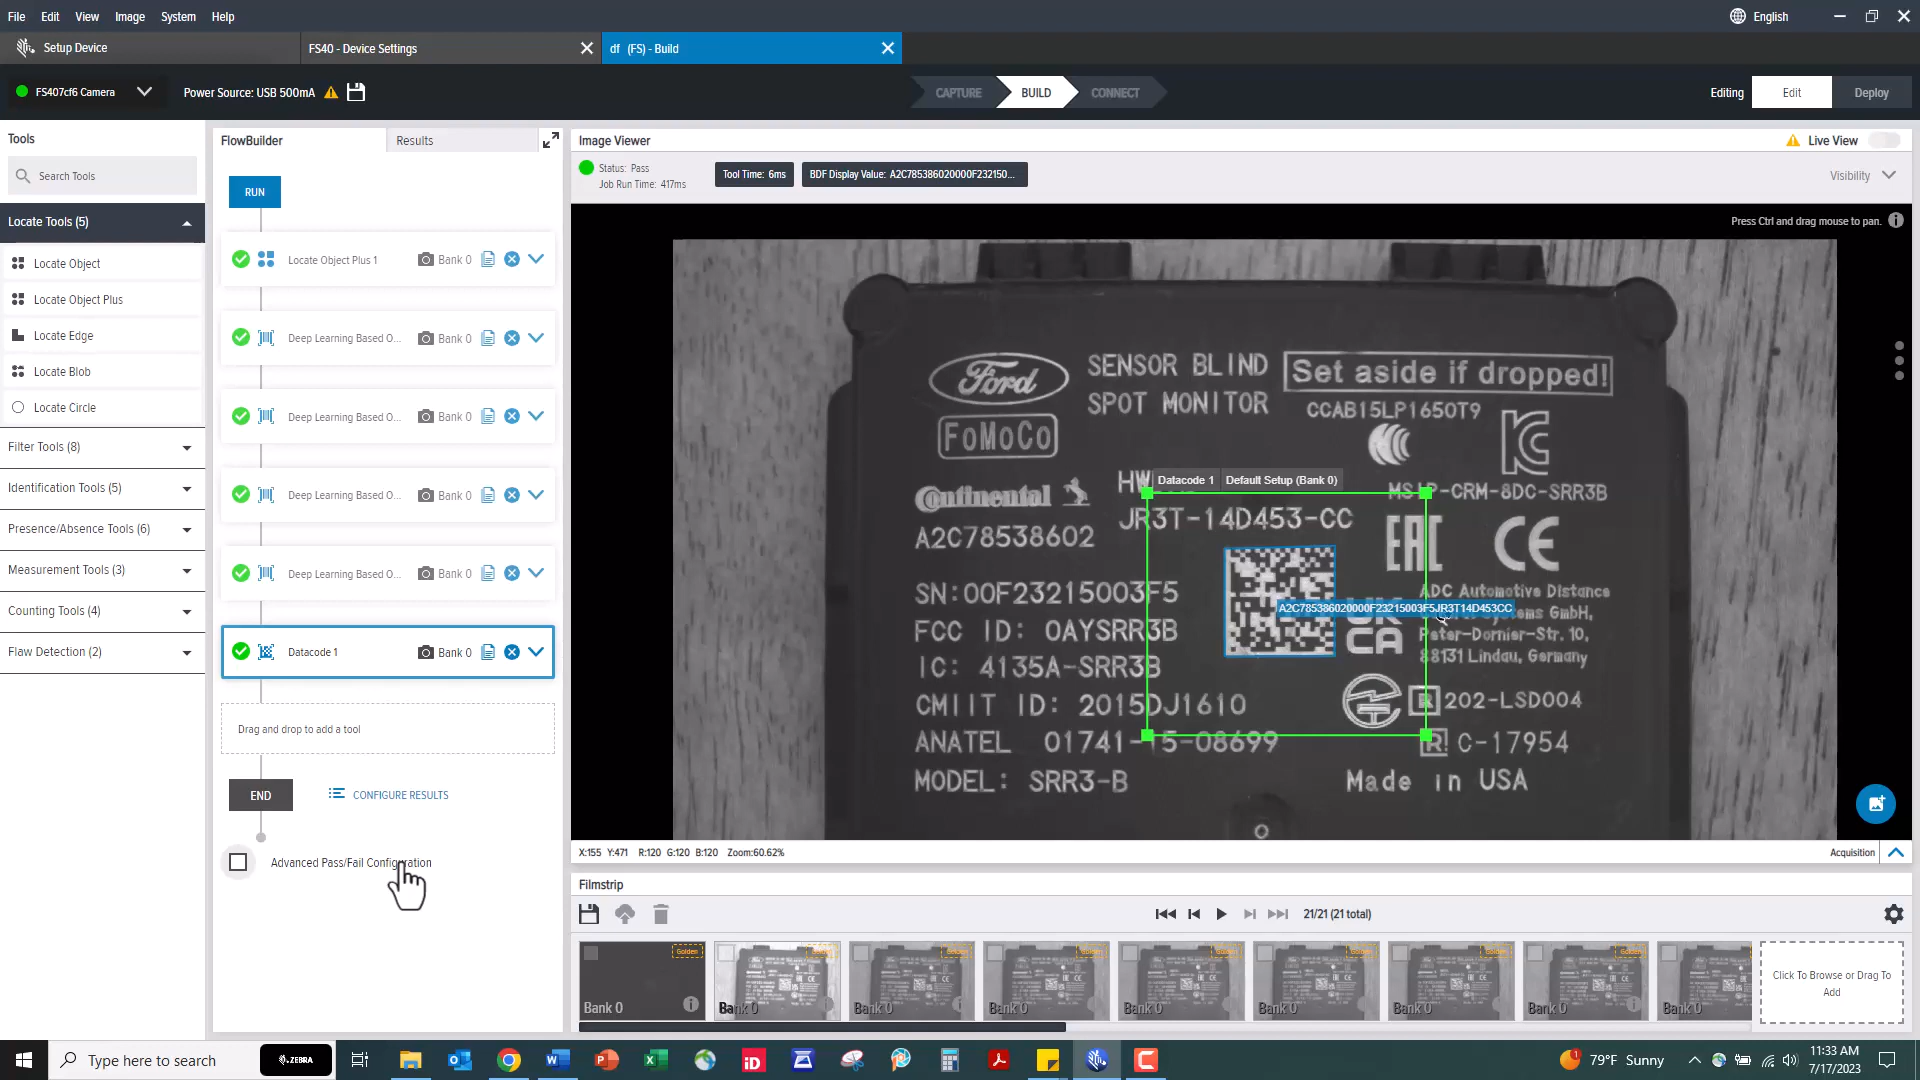 File Edit View Image System Help
English
Setup Device
FS40 - Device Settings
df (FS) - Build
FS407cf6 Camera
Power Source: USB 500mA
CAPTURE
BUILD
CONNECT
Editing
Edit
Deploy
Tools
Search Tools
Locate Tools (5)
Locate Object
Locate Object Plus
Locate Edge
Locate Blob
Locate Circle
Filter Tools (8)
Identification Tools (5)
Presence/Absence Tools (6)
Measurement Tools (3)
Counting Tools (4)
Flaw Detection (2)
FlowBuilder
Results
RUN
Locate Object Plus 1 Bank 0
Deep Learning Based O... Bank 0
Deep Learning Based O... Bank 0
Deep Learning Based O... Bank 0
Deep Learning Based O... Bank 0
Datacode 1 Bank 0
Drag and drop to add a tool
END
CONFIGURE RESULTS
Advanced Pass/Fail Configuration
Image Viewer
Live View
Status: Pass
Job Run Time: 417ms
Tool Time: 6ms
BDF Display Value: A2C785386020000F232150...
Visibility
Press Ctrl and drag mouse to pan.
Ford
SENSOR BLIND
SPOT MONITOR
Set aside if dropped!
CCAB15LP1650T9
FoMoCo
Datacode 1 Default Setup (Bank 0)
Continental
-CRM-8DC-SRR3B
JR3T-14D453-CC
A2C78538602
EAC CE
SN:00F23215003F5
A2C785386020000F23215003F5JR3T14D453CC
ADC Automotive Distance
GmbH,
FCC ID: OAYSRR3B
CA
Peter-Dornier-Str. 10,
88131 Lindau, Germany
IC: 4135A-SRR3B
CMIIT ID: 2015DJ1610
R 202-LSD004
ANATEL 01741-15-08699
R C-17954
MODEL: SRR3-B
Made in USA
X:155 Y:471 R:120 G:120 B:120 Zoom:60.62%
Acquisition
Filmstrip
21/21 (21 total)
Golden
Bank 0
Bank 0
Bank 0
Bank 0
Bank 0
Bank 0
Bank 0
Bank 0
Bank 0
Click To Browse or Drag To
Add
Type here to search
ZEBRA
79°F Sunny
11:33 AM
7/17/2023